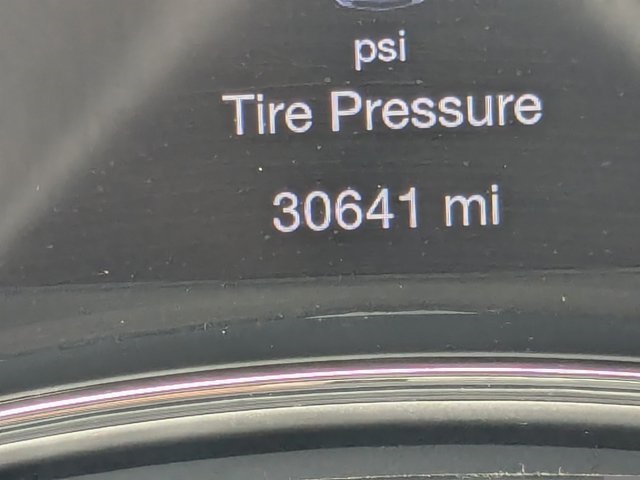 psi
Tire Pressure
30641 mi